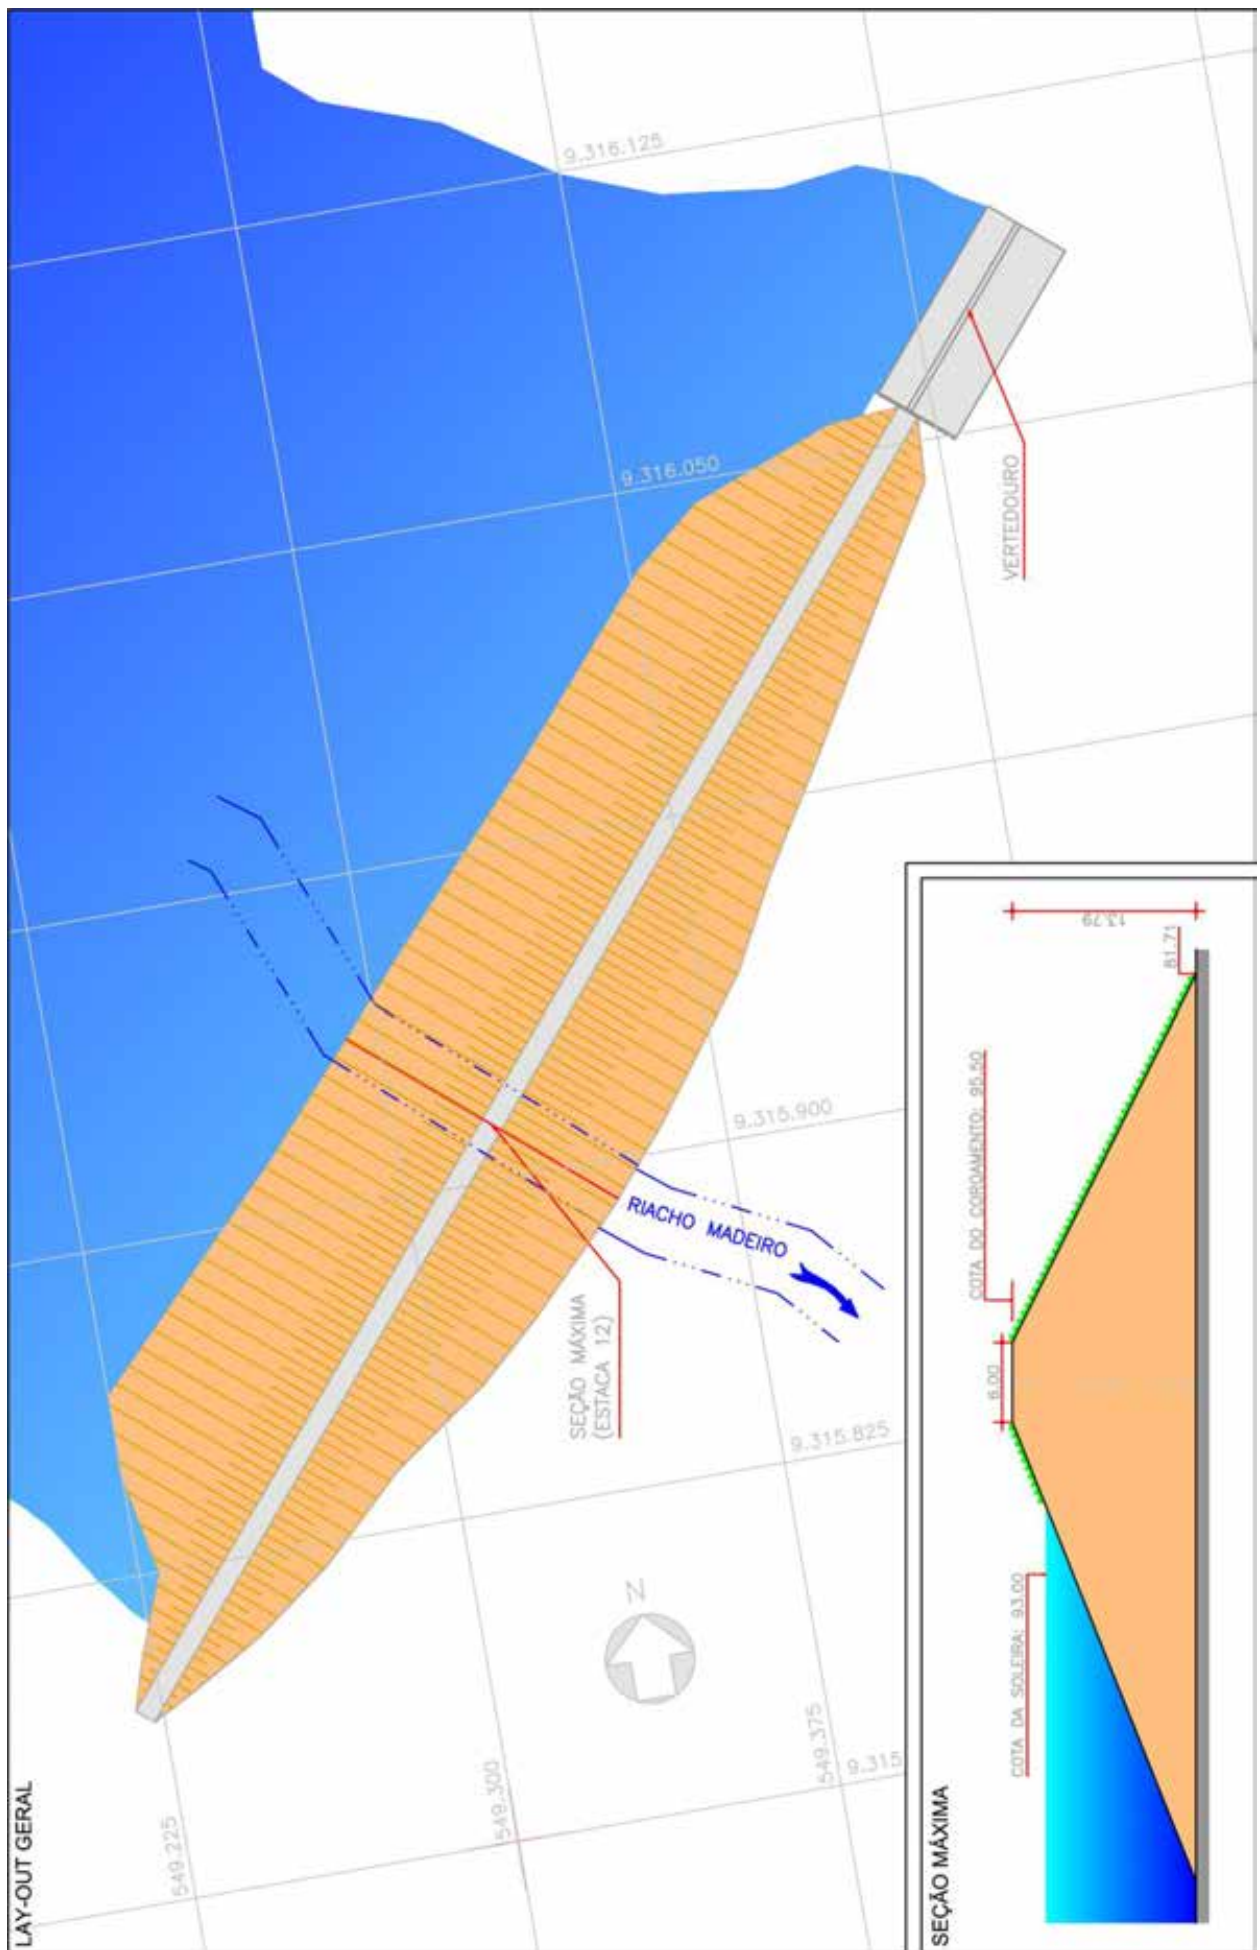 LAY-OUT GERAL
549.225
549.300
549.375
9.315
9.315.825
9.315.900
9.316.050
9.316.125
N
SEÇÃO MÁXIMA
(ESTACA 12)
RIACHO MADEIRO
VERTEDOURO
SEÇÃO MÁXIMA
COTA DA SOLEIRA: 93.00
6.00
COTA DO COROAMENTO: 95.50
81.71
13.79